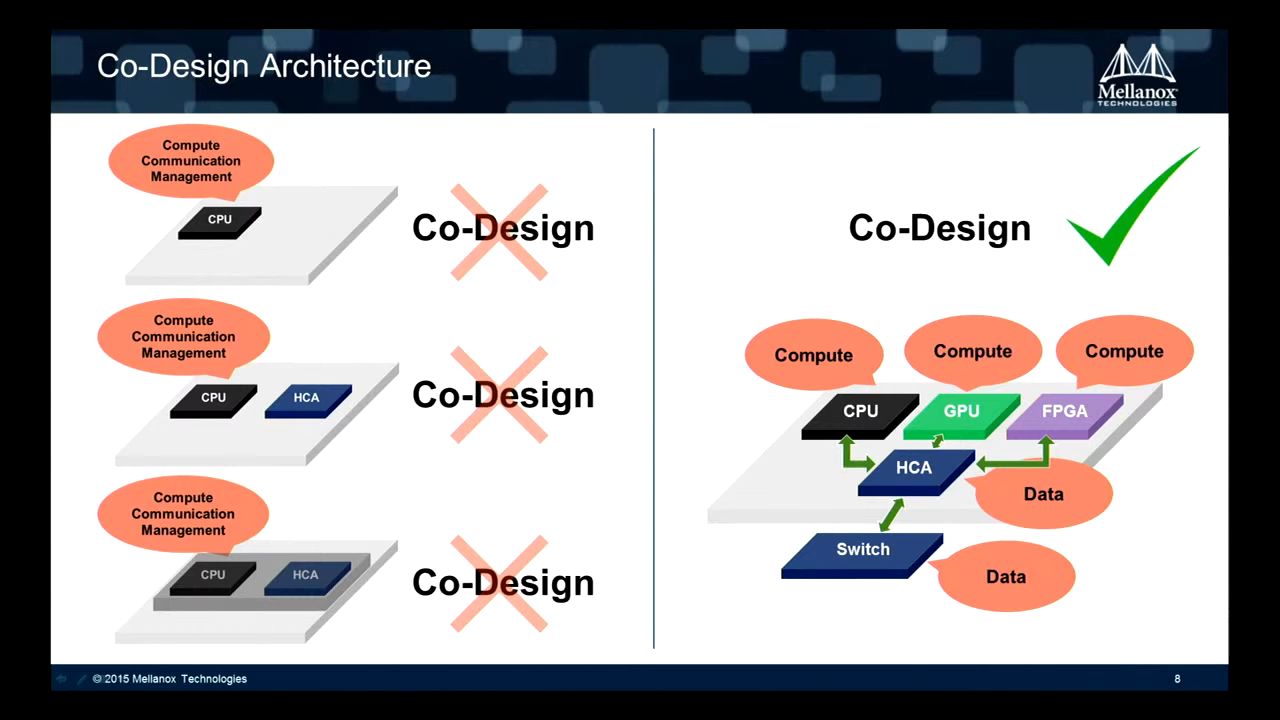 Co-Design Architecture
Mellanox
TECHNOLOGIES
Compute
Communication
Management
CPU
Co-Design
Compute
Communication
Management
CPU
HCA
Co-Design
Compute
Communication
Management
CPU
HCA
Co-Design
Co-Design
Compute
Compute
Compute
CPU
GPU
FPGA
HCA
Data
Switch
Data
© 2015 Mellanox Technologies
8